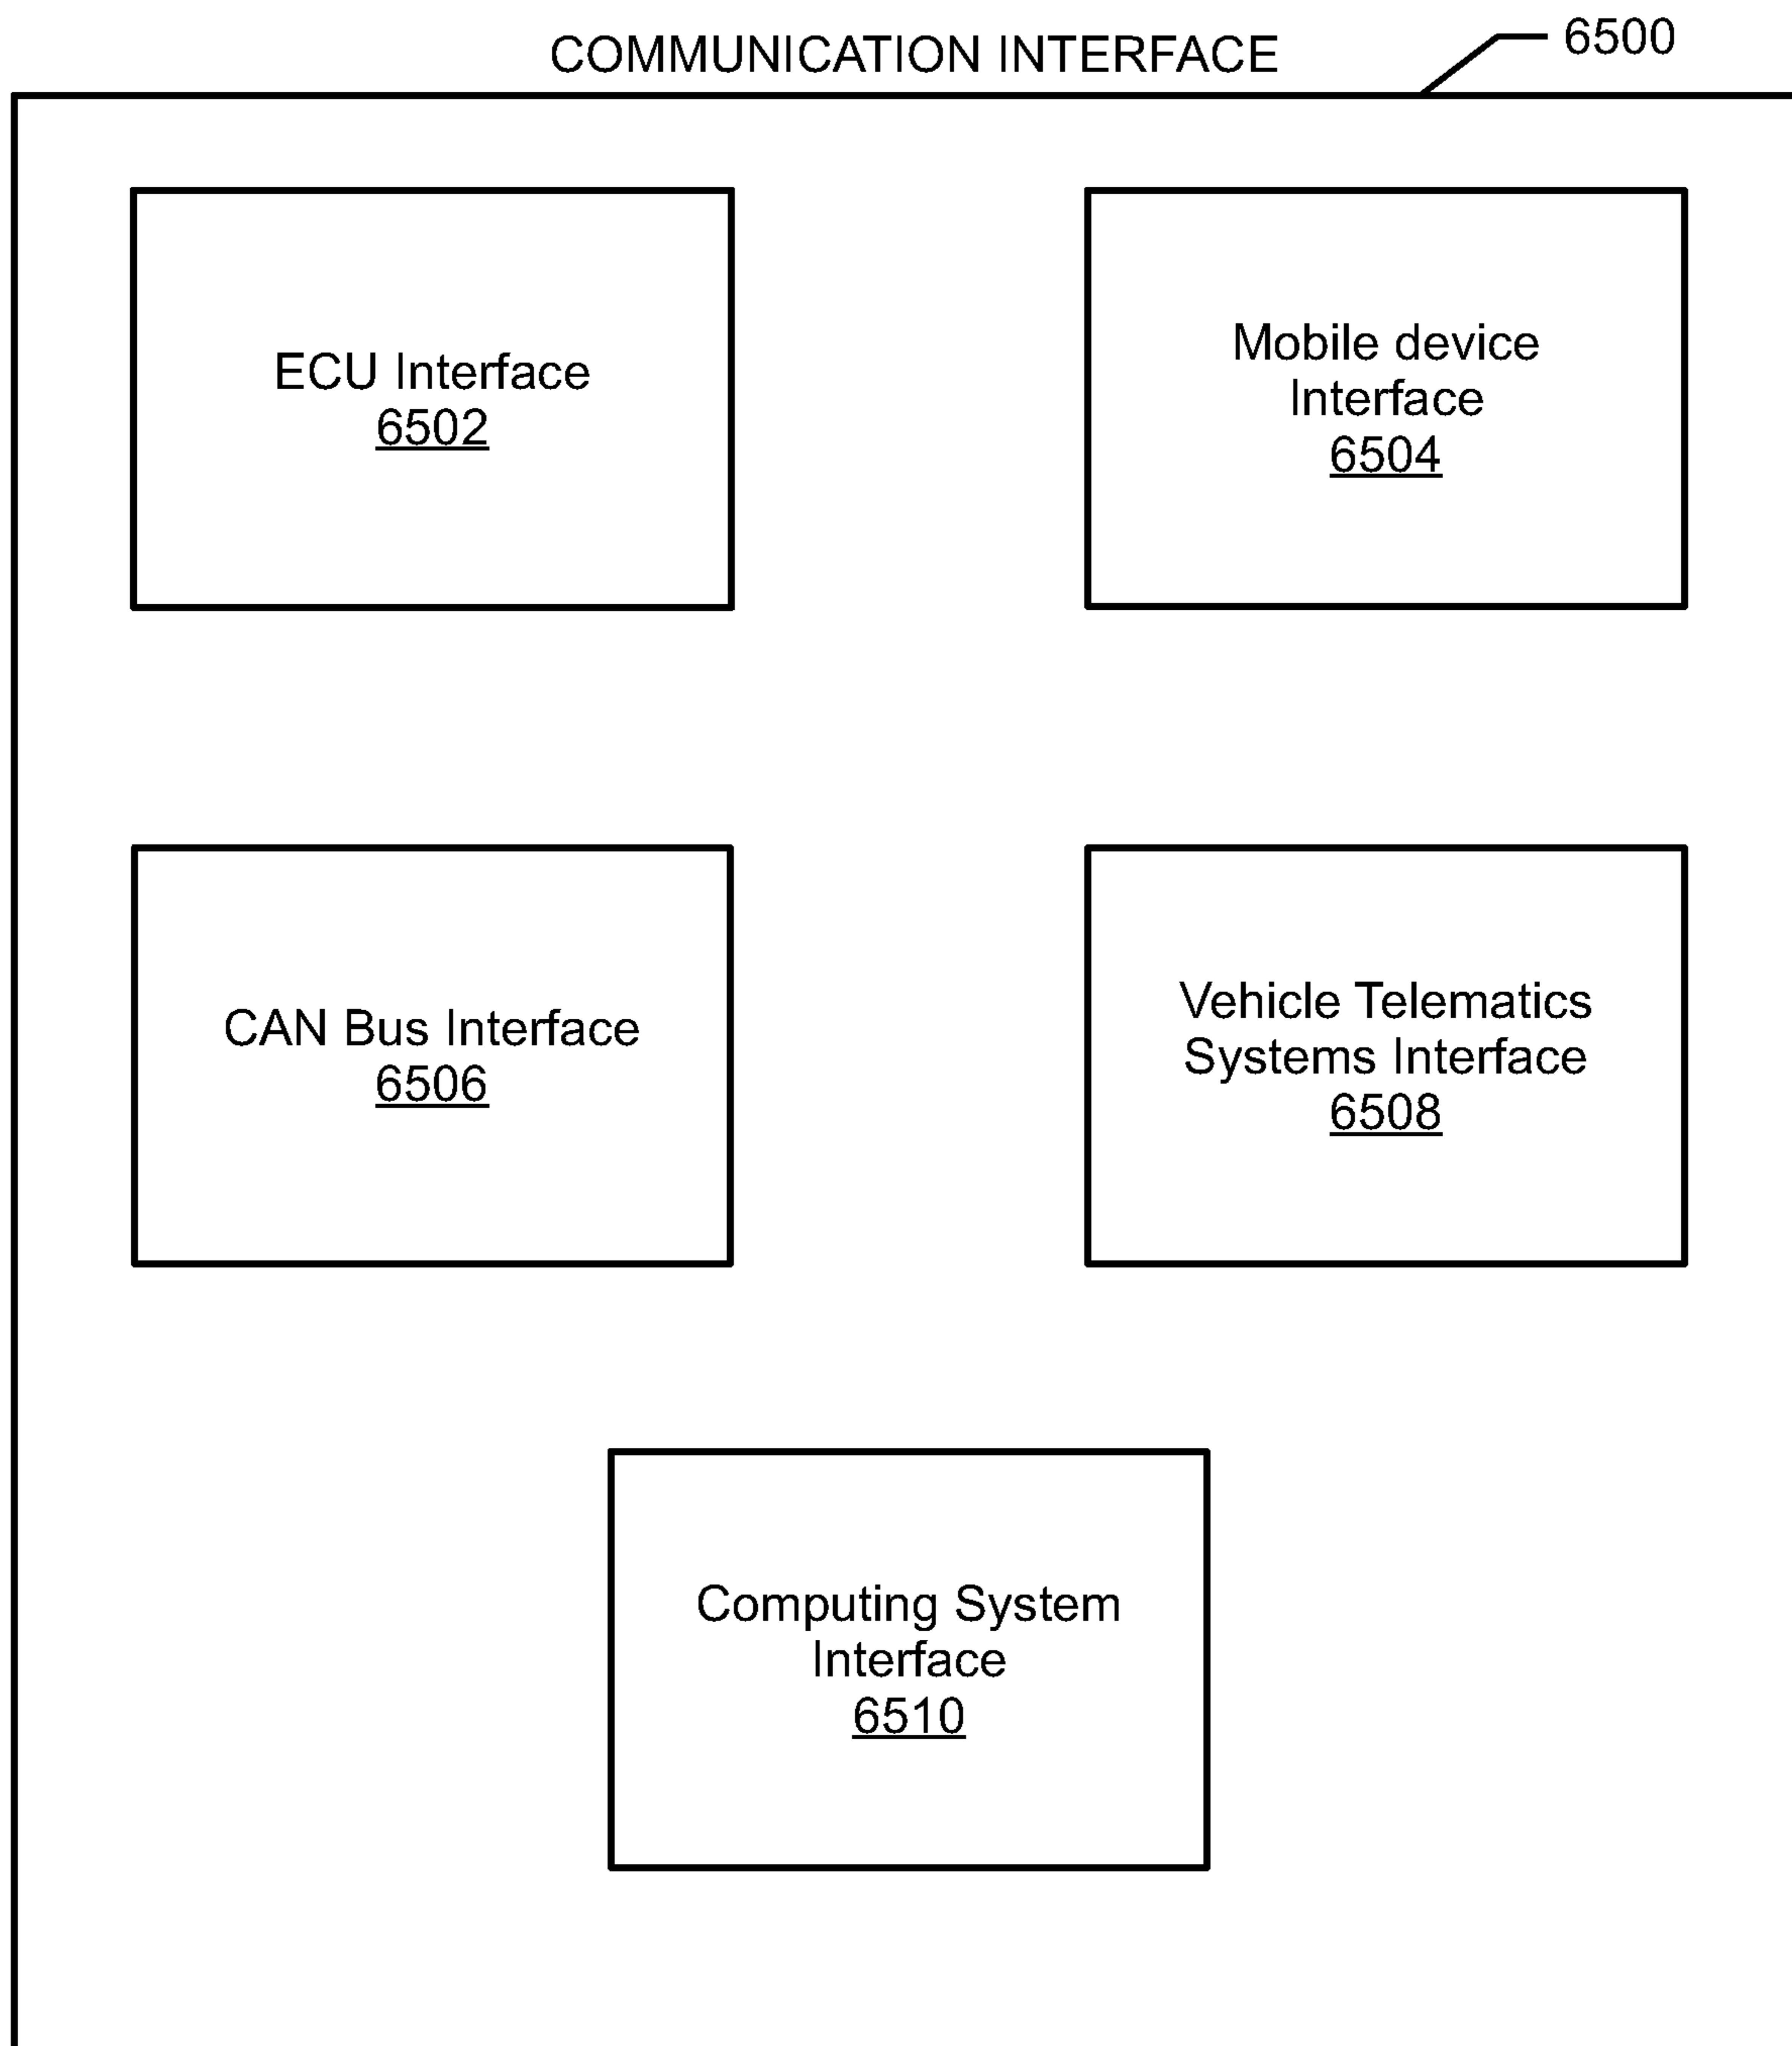 COMMUNICATION INTERFACE
6500
ECU Interface
6502
Mobile device
Interface
6504
CAN Bus Interface
6506
Vehicle Telematics
Systems Interface
6508
Computing System
Interface
6510